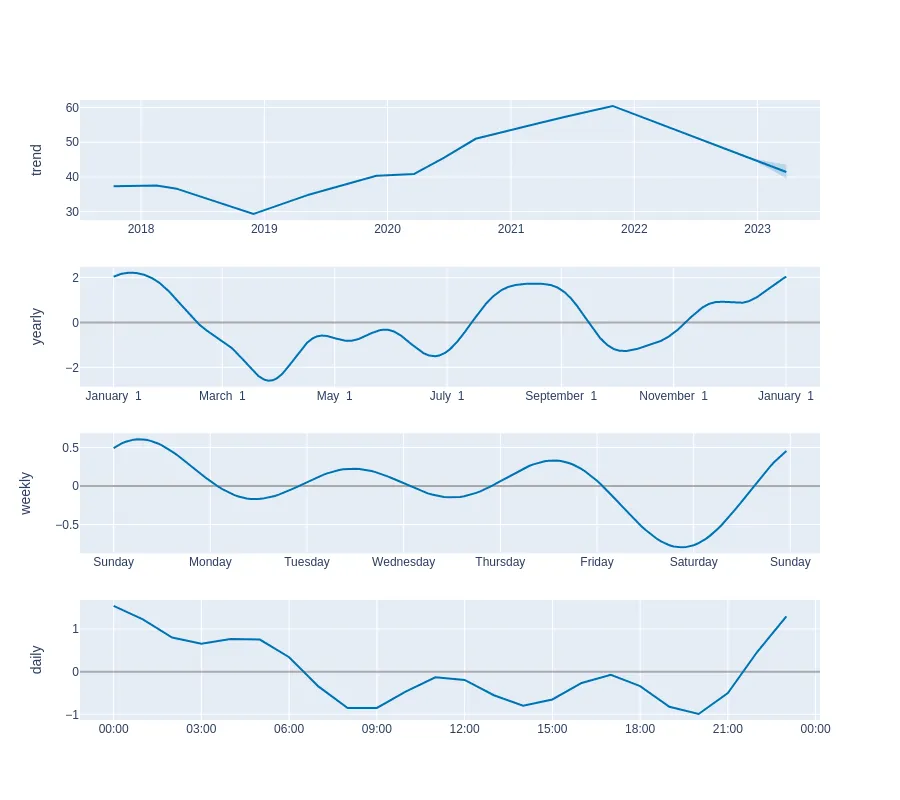 trend
60
50
40
30
2018 2019 2020 2021 2022 2023
yearly
2
0
−2
January 1 March 1 May 1 July 1 September 1 November 1 January 1
weekly
0.5
0
−0.5
Sunday Monday Tuesday Wednesday Thursday Friday Saturday Sunday
daily
1
0
−1
00:00 03:00 06:00 09:00 12:00 15:00 18:00 21:00 00:00